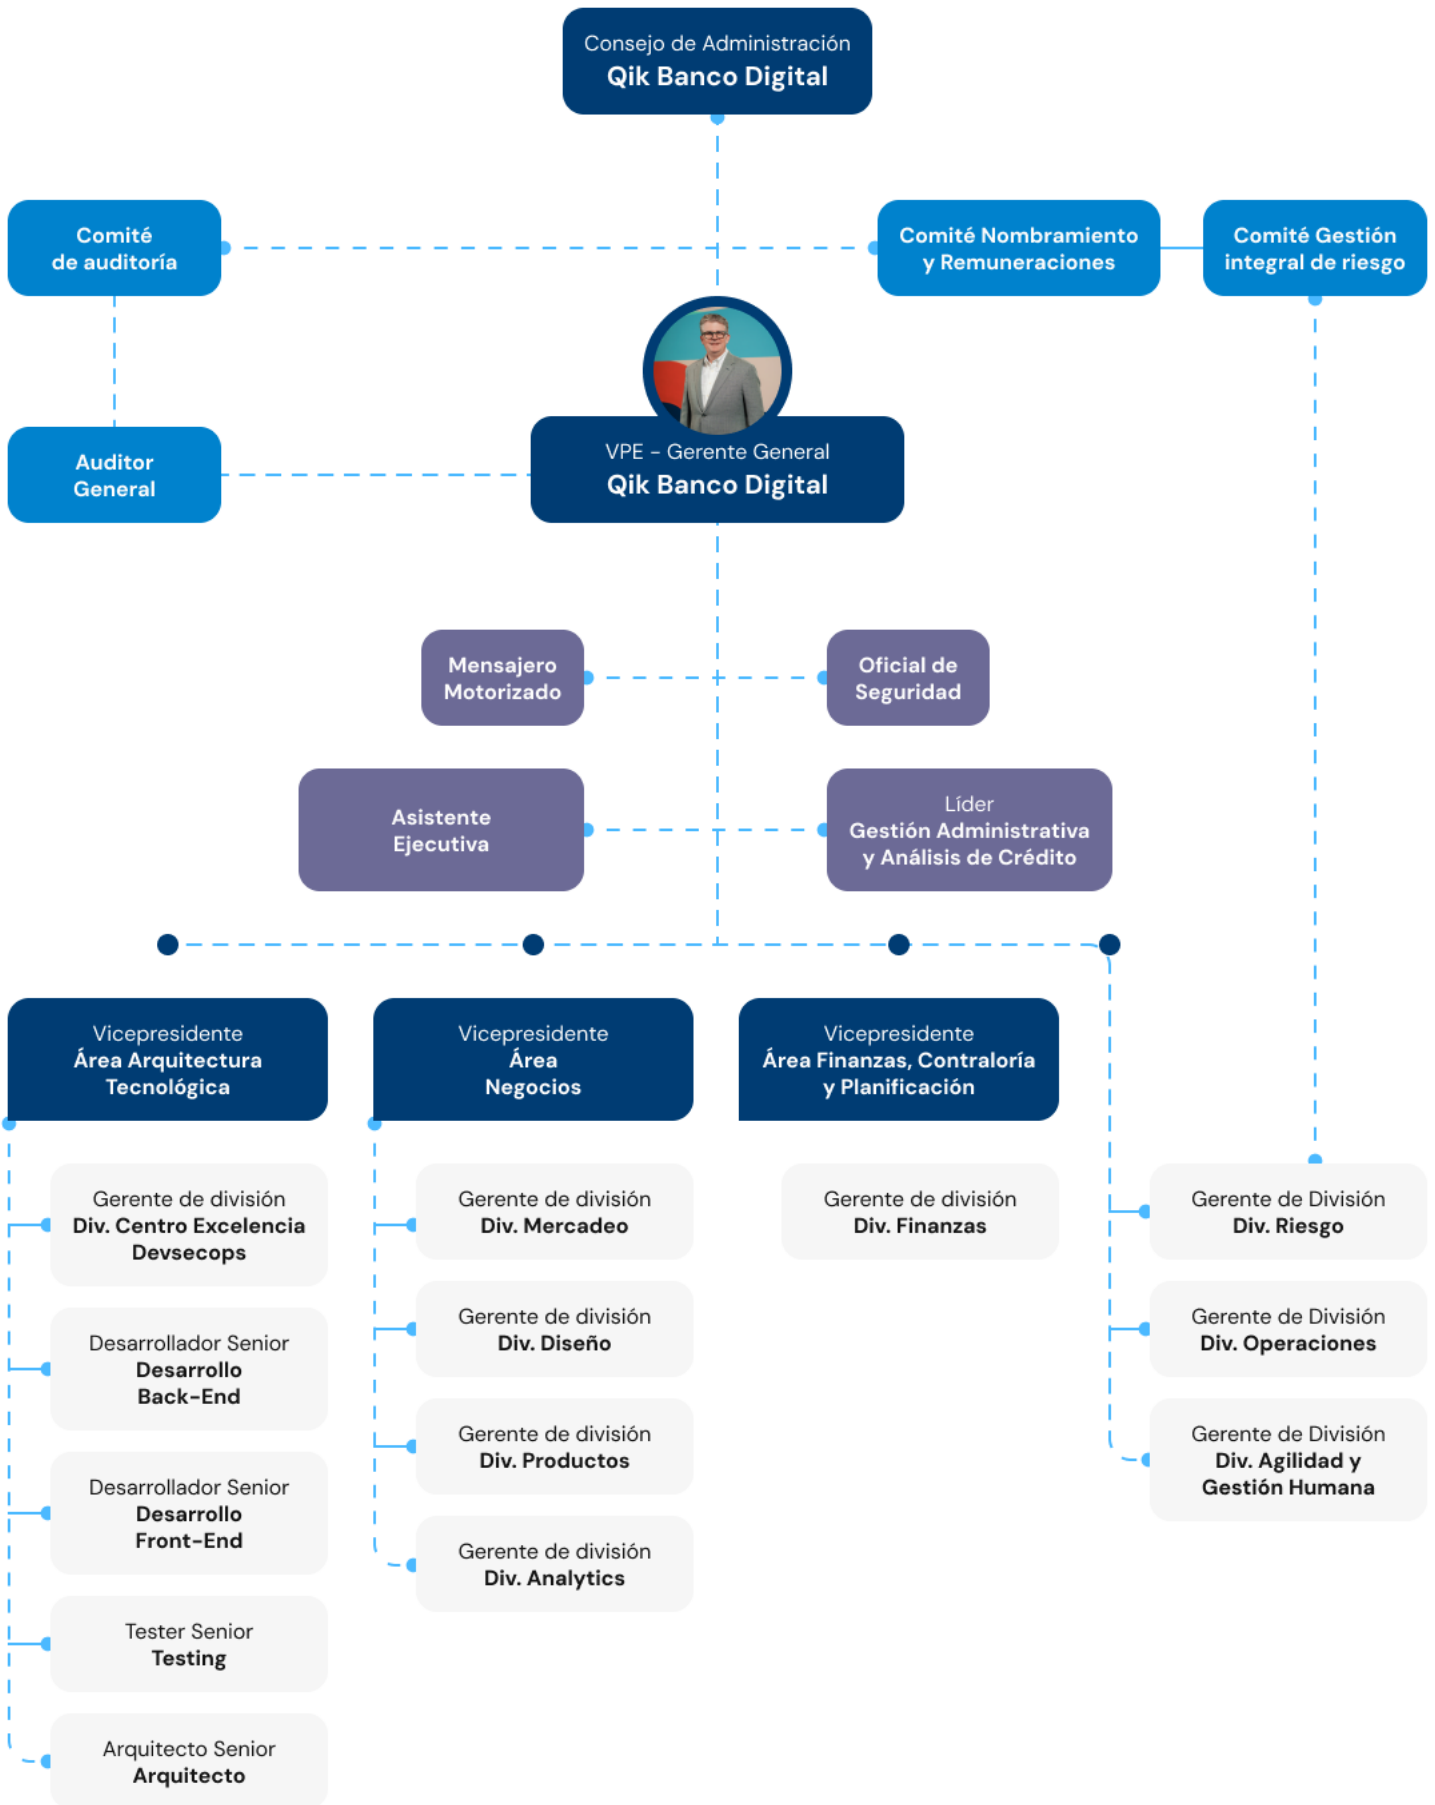 Consejo de Administración
Qik Banco Digital
Comité
de auditoría
Comité Nombramiento
y Remuneraciones
Comité Gestión
integral de riesgo
Auditor
General
VPE - Gerente General
Qik Banco Digital
Mensajero
Motorizado
Oficial de
Seguridad
Asistente
Ejecutiva
Líder
Gestión Administrativa
y Análisis de Crédito
Vicepresidente
Área Arquitectura
Tecnológica
Gerente de división
Div. Centro Excelencia
Devsecops
Desarrollador Senior
Desarrollo
Back-End
Desarrollador Senior
Desarrollo
Front-End
Tester Senior
Testing
Arquitecto Senior
Arquitecto
Vicepresidente
Área
Negocios
Gerente de división
Div. Mercadeo
Gerente de división
Div. Diseño
Gerente de división
Div. Productos
Gerente de división
Div. Analytics
Vicepresidente
Área Finanzas, Contraloría
y Planificación
Gerente de división
Div. Finanzas
Gerente de División
Div. Riesgo
Gerente de División
Div. Operaciones
Gerente de División
Div. Agilidad y
Gestión Humana